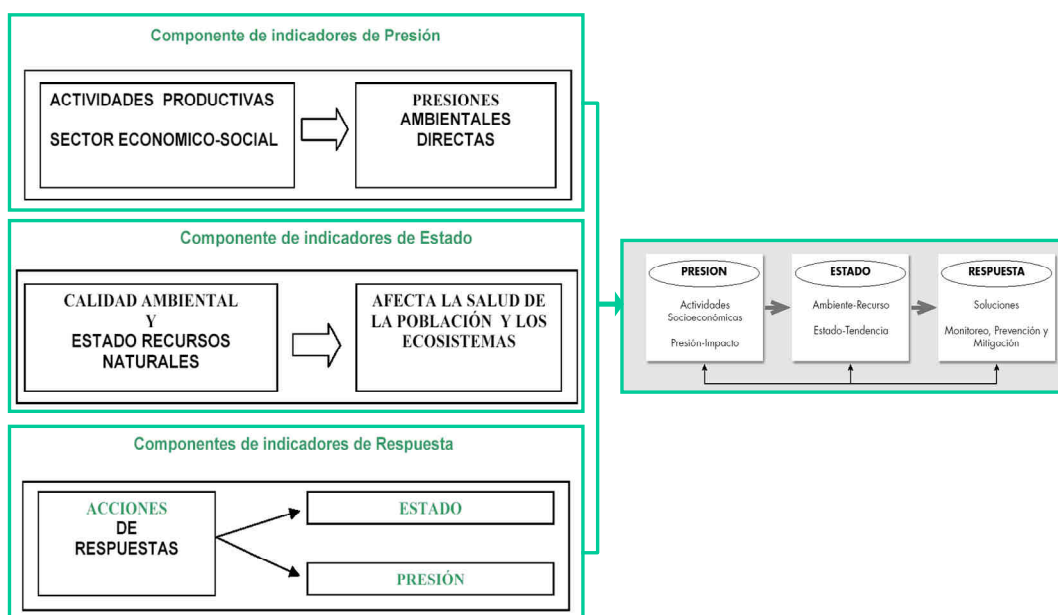 Componente de indicadores de Presión
ACTIVIDADES PRODUCTIVAS
SECTOR ECONOMICO-SOCIAL
PRESIONES
AMBIENTALES
DIRECTAS
Componente de indicadores de Estado
CALIDAD AMBIENTAL
Y
ESTADO RECURSOS
NATURALES
AFECTA LA SALUD DE
LA POBLACIÓN Y LOS
ECOSISTEMAS
Componentes de indicadores de Respuesta
ACCIONES
DE
RESPUESTAS
ESTADO
PRESIÓN
PRESION
Actividades
Socioeconómicas
Presión-Impacto
ESTADO
Ambiente-Recurso
Estado-Tendencia
RESPUESTA
Soluciones
Monitoreo, Prevención y
Mitigación